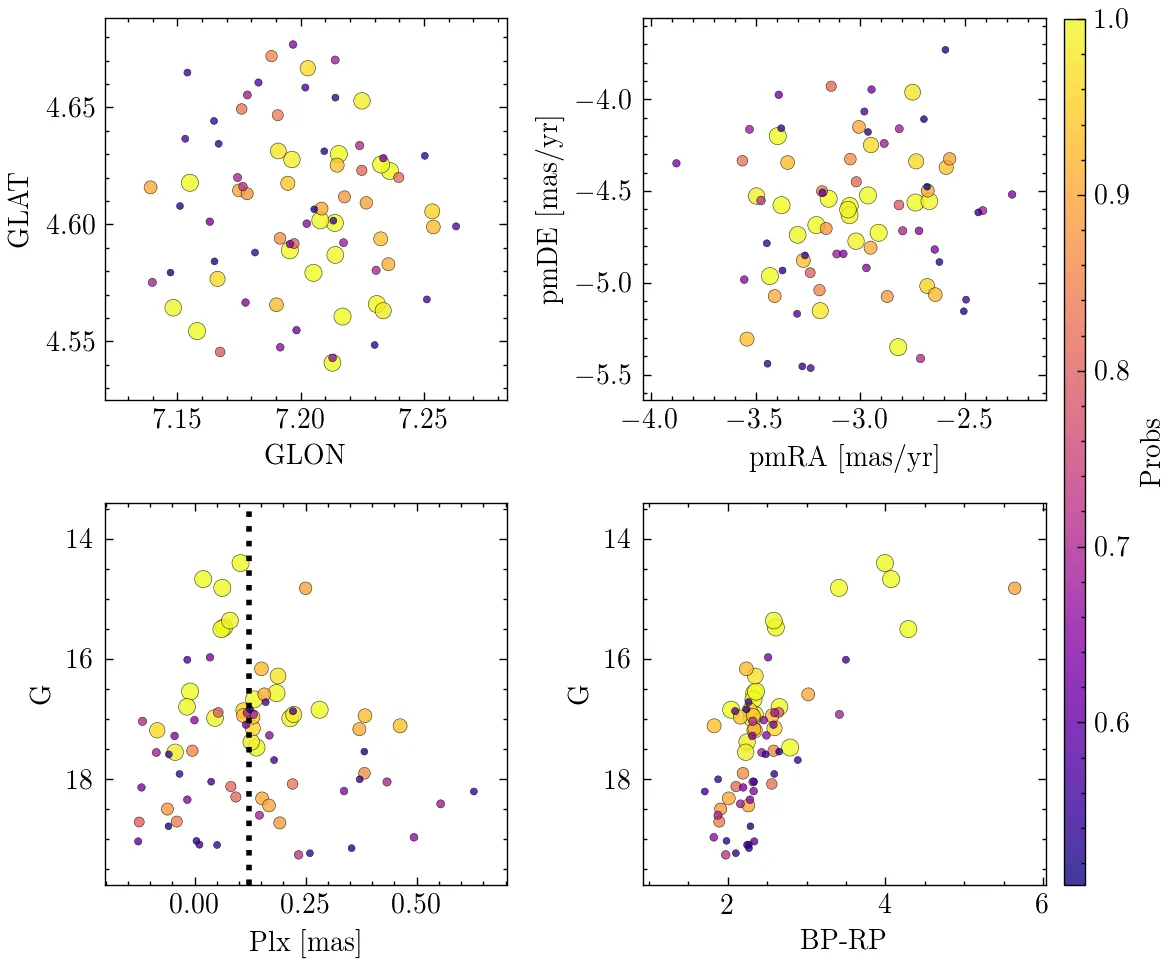 4.65
4.60
4.55
GLAT
7.15 7.20 7.25
GLON
−4.0
−4.5
−5.0
−5.5
pmDE [mas/yr]
−4.0 −3.5 −3.0 −2.5
pmRA [mas/yr]
14
16
18
G
0.00 0.25 0.50
Plx [mas]
14
16
18
G
2 4 6
BP-RP
1.0
0.9
0.8
0.7
0.6
Probs